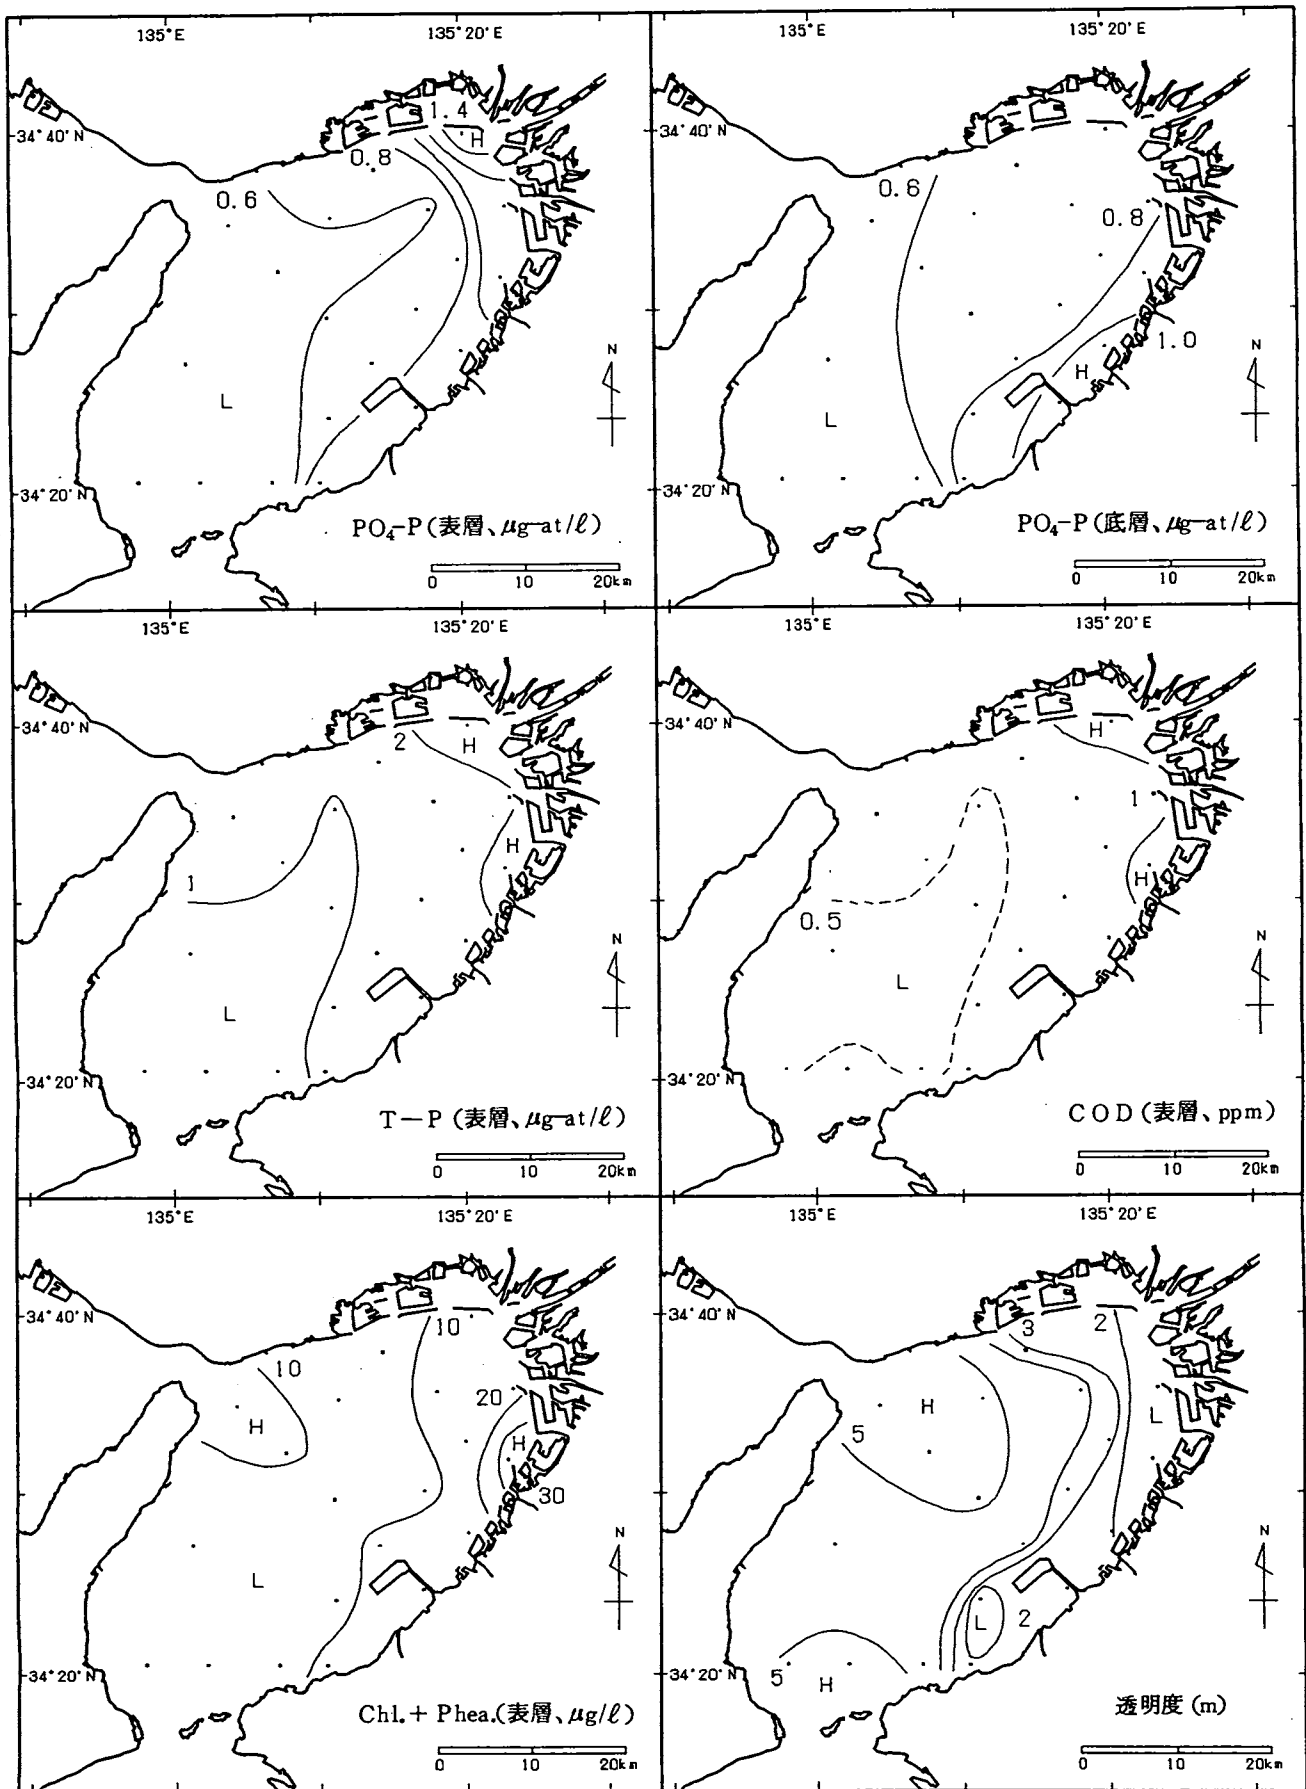 135°E
135°20'E
34°40'N
1.4
H
0.8
0.6
N
L
34°20'N
PO₄-P(表層、μg-at/ℓ)
0 10 20km
135°E
135°20'E
34°40'N
0.6
0.8
1.0
H
N
L
34°20'N
PO₄-P(底層、μg-at/ℓ)
0 10 20km
135°E
135°20'E
34°40'N
2
H
H
1
N
L
34°20'N
T-P(表層、μg-at/ℓ)
0 10 20km
135°E
135°20'E
34°40'N
H
1
H
0.5
N
L
34°20'N
COD(表層、ppm)
0 10 20km
135°E
135°20'E
34°40'N
10
10
20
H
H
30
N
L
34°20'N
Chl.+Phea.(表層、μg/ℓ)
0 10 20km
135°E
135°20'E
34°40'N
3
2
H
L
5
N
L
2
34°20'N
5
H
透明度(m)
0 10 20km